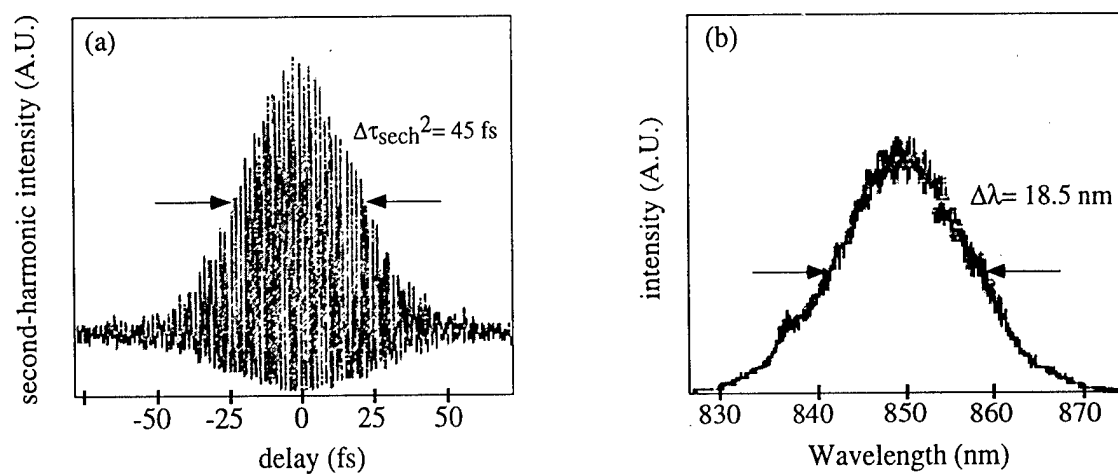 (a)
second-harmonic intensity (A.U.)
Δτsech²= 45 fs
-50 -25 0 25 50
delay (fs)
(b)
intensity (A.U.)
Δλ= 18.5 nm
830 840 850 860 870
Wavelength (nm)